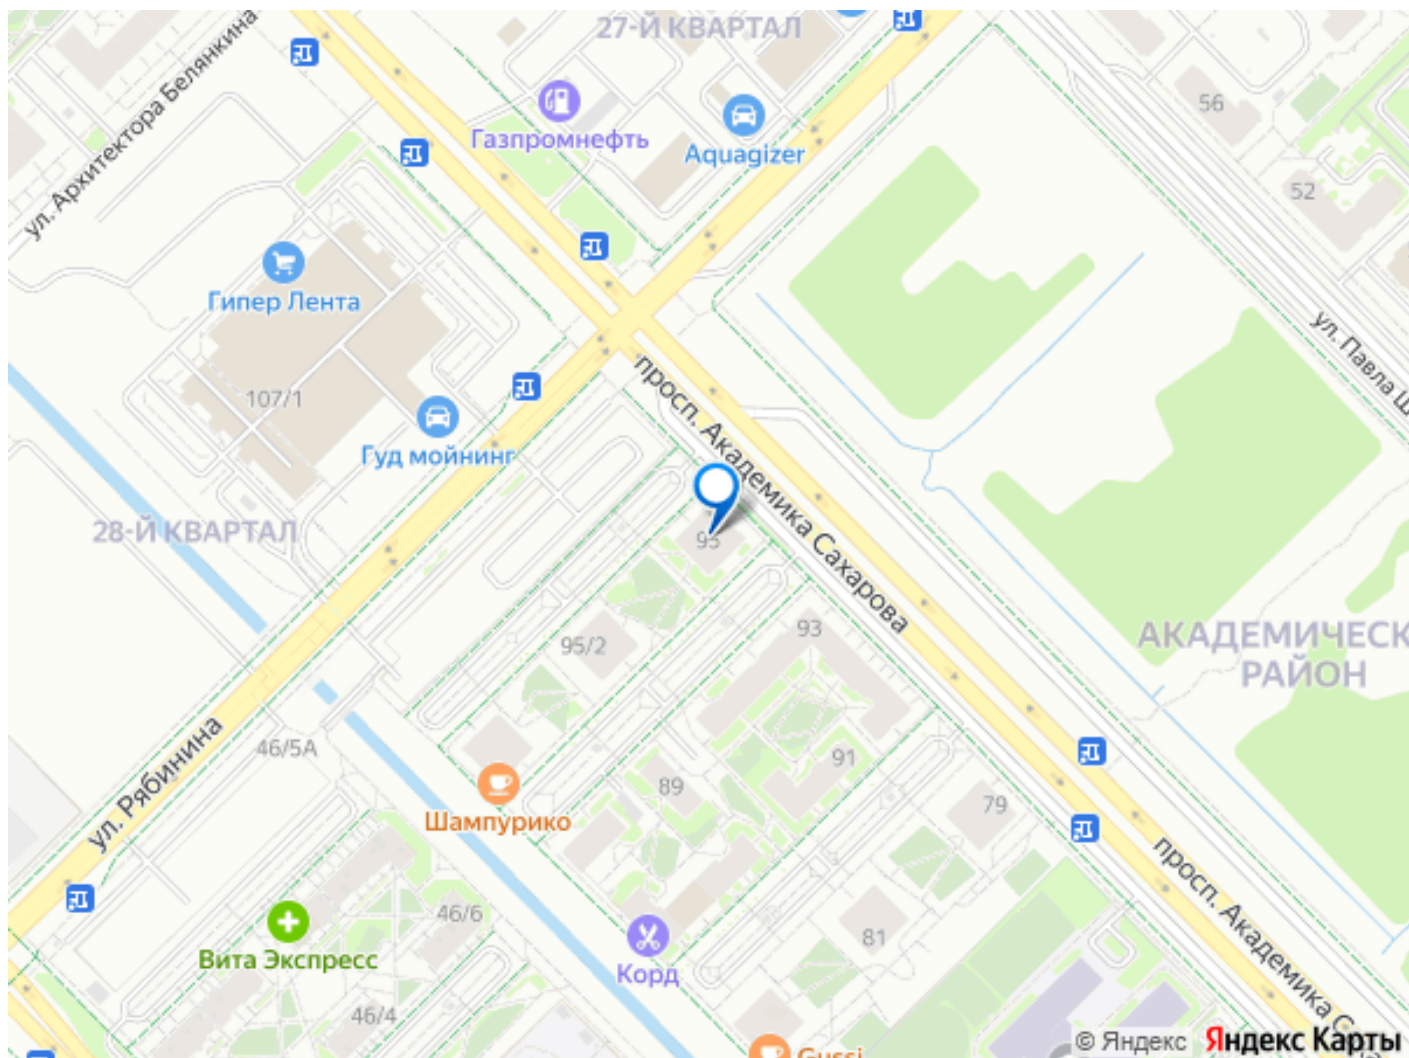 27-Й КВАРТАЛ
ул. Архитектора Белянкина
Газпромнефть
Aquagizer
56
52
Гипер Лента
107/1
Гуд мойнинг
28-Й КВАРТАЛ
просп. Академика Сахарова
ул. Павла Ш
95
93
95/2
АКАДЕМИЧЕСК
РАЙОН
ул. Рябинина
46/5А
91
89
79
Шампурико
46/6
81
Вита Экспресс
Корд
46/4
просп. Академика С
Gussi
© Яндекс Яндекс Карты